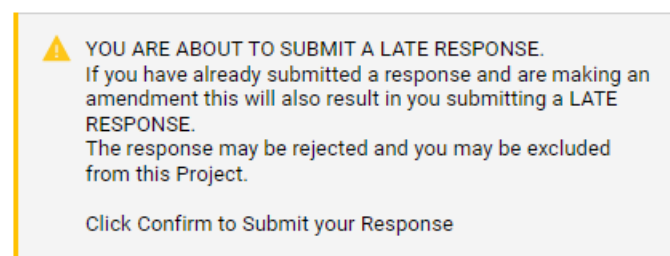 YOU ARE ABOUT TO SUBMIT A LATE RESPONSE.
If you have already submitted a response and are making an
amendment this will also result in you submitting a LATE
RESPONSE.
The response may be rejected and you may be excluded
from this Project.
Click Confirm to Submit your Response